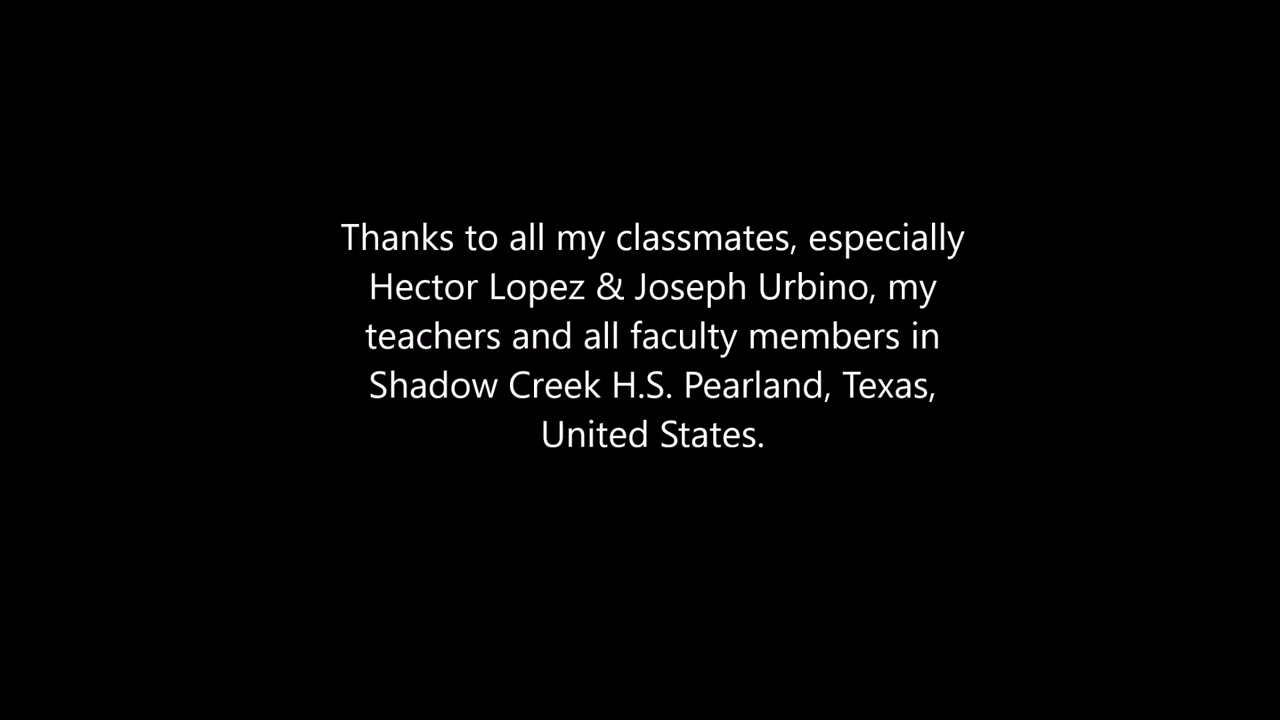 Thanks to all my classmates, especially
Hector Lopez & Joseph Urbino, my
teachers and all faculty members in
Shadow Creek H.S. Pearland, Texas,
United States.